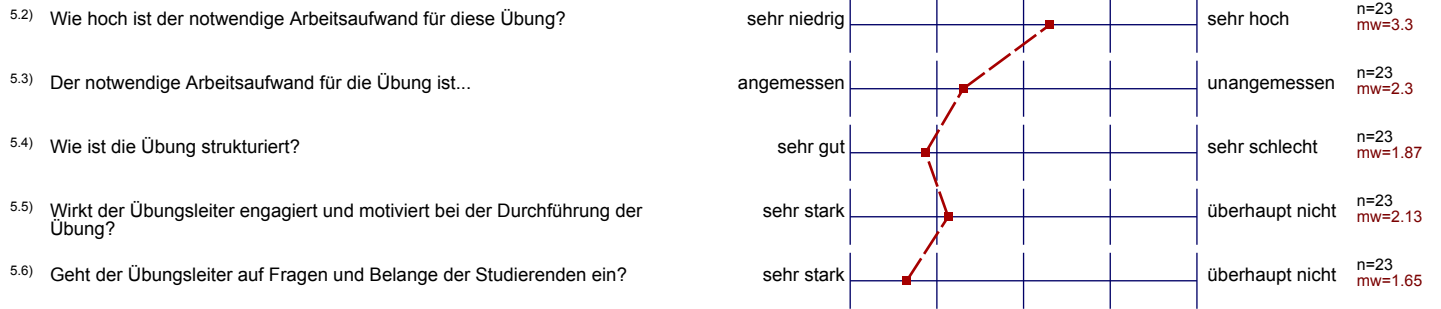 5.2) Wie hoch ist der notwendige Arbeitsaufwand für diese Übung? sehr niedrig sehr hoch n=23
mw=3.3
5.3) Der notwendige Arbeitsaufwand für die Übung ist... angemessen unangemessen n=23
mw=2.3
5.4) Wie ist die Übung strukturiert? sehr gut sehr schlecht n=23
mw=1.87
5.5) Wirkt der Übungsleiter engagiert und motiviert bei der Durchführung der sehr stark überhaupt nicht n=23
Übung? mw=2.13
5.6) Geht der Übungsleiter auf Fragen und Belange der Studierenden ein? sehr stark überhaupt nicht n=23
mw=1.65